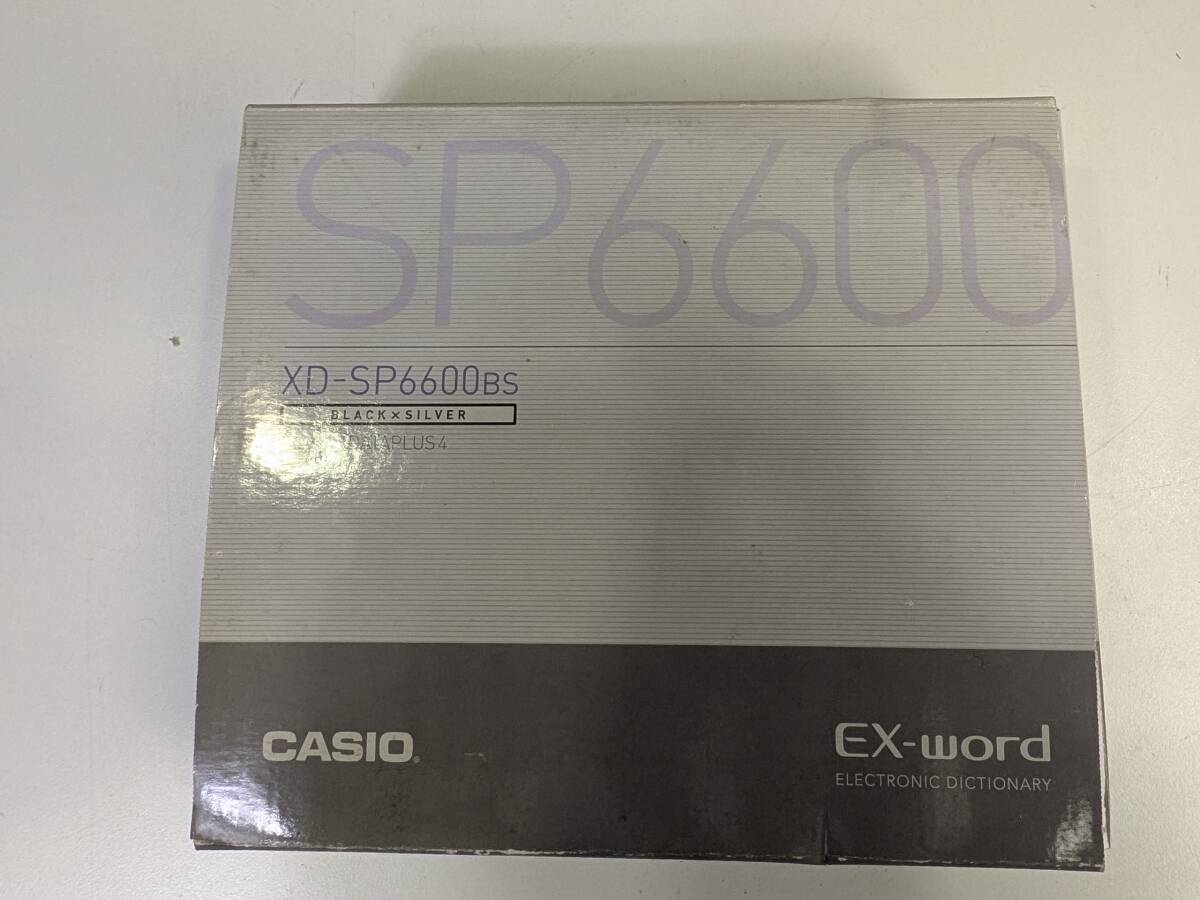 SP6600
XD-SP6600BS
BLACK×SILVER
DATAPLUS4
CASIO
EX-word
ELECTRONIC DICTIONARY